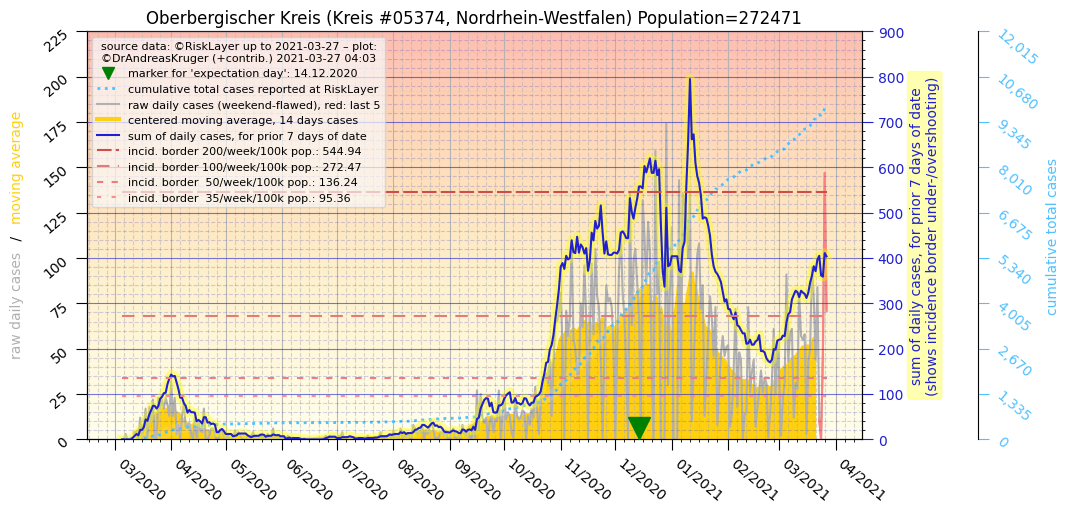 Oberbergischer Kreis (Kreis #05374, Nordrhein-Westfalen) Population=272471
source data: ©RiskLayer up to 2021-03-27 – plot:
©DrAndreasKruger (+contrib.) 2021-03-27 04:03
marker for 'expectation day': 14.12.2020
cumulative total cases reported at RiskLayer
raw daily cases (weekend-flawed), red: last 5
centered moving average, 14 days cases
sum of daily cases, for prior 7 days of date
incid. border 200/week/100k pop.: 544.94
incid. border 100/week/100k pop.: 272.47
incid. border  50/week/100k pop.: 136.24
incid. border  35/week/100k pop.: 95.36
raw daily cases / moving average
225
200
175
150
125
100
75
50
25
0
03/2020
04/2020
05/2020
06/2020
07/2020
08/2020
09/2020
10/2020
11/2020
12/2020
01/2021
02/2021
03/2021
04/2021
900
800
700
600
500
400
300
200
100
0
sum of daily cases, for prior 7 days of date
(shows incidence border under-/overshooting)
12,015
10,680
9,345
8,010
6,675
5,340
4,005
2,670
1,335
0
cumulative total cases